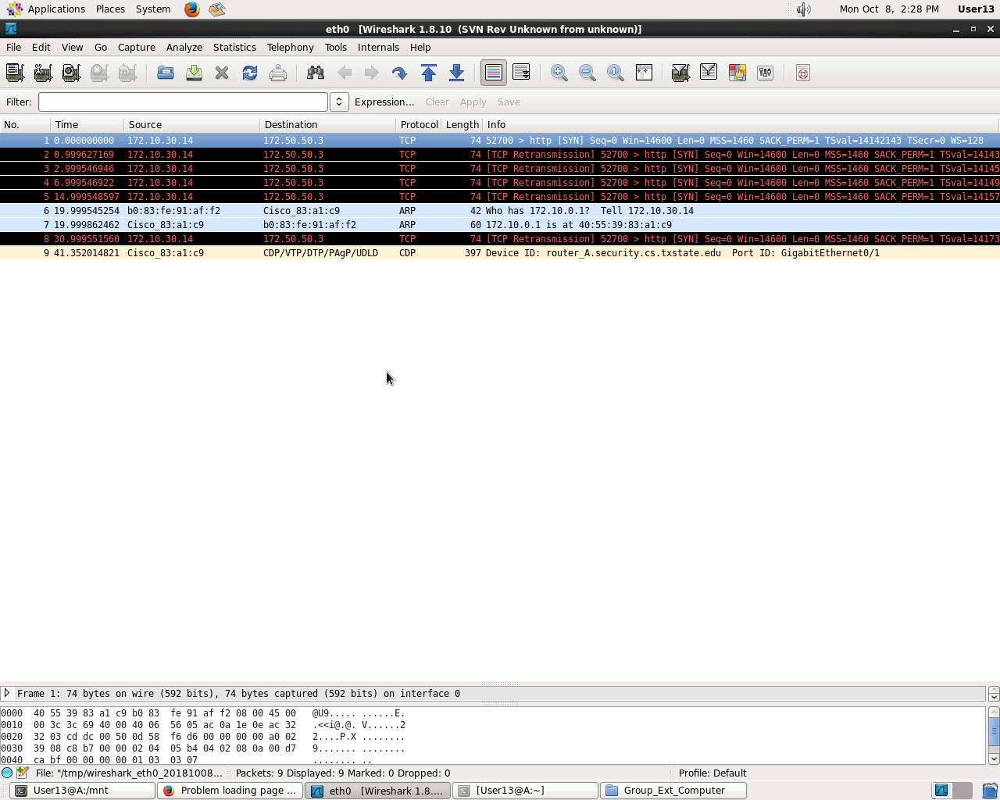 Applications Places System Mon Oct 8, 2:28 PM User13
eth0 [Wireshark 1.8.10 (SVN Rev Unknown from unknown)]
File Edit View Go Capture Analyze Statistics Telephony Tools Internals Help
Filter: Expression... Clear Apply Save
No. Time Source Destination Protocol Length Info
1 0.000000000 172.10.30.14 172.50.50.3 TCP 74 52700 > http [SYN] Seq=0 Win=14600 Len=0 MSS=1460 SACK_PERM=1 TSval=14142143 TSecr=0 WS=128
2 0.999627169 172.10.30.14 172.50.50.3 TCP 74 [TCP Retransmission] 52700 > http [SYN] Seq=0 Win=14600 Len=0 MSS=1460 SACK_PERM=1 TSval=14143
3 2.999546946 172.10.30.14 172.50.50.3 TCP 74 [TCP Retransmission] 52700 > http [SYN] Seq=0 Win=14600 Len=0 MSS=1460 SACK_PERM=1 TSval=14145
4 6.999546922 172.10.30.14 172.50.50.3 TCP 74 [TCP Retransmission] 52700 > http [SYN] Seq=0 Win=14600 Len=0 MSS=1460 SACK_PERM=1 TSval=14149
5 14.999548597 172.10.30.14 172.50.50.3 TCP 74 [TCP Retransmission] 52700 > http [SYN] Seq=0 Win=14600 Len=0 MSS=1460 SACK_PERM=1 TSval=14157
6 19.999545254 b0:83:fe:91:af:f2 Cisco_83:a1:c9 ARP 42 Who has 172.10.0.1? Tell 172.10.30.14
7 19.999862462 Cisco_83:a1:c9 b0:83:fe:91:af:f2 ARP 60 172.10.0.1 is at 40:55:39:83:a1:c9
8 30.999551560 172.10.30.14 172.50.50.3 TCP 74 [TCP Retransmission] 52700 > http [SYN] Seq=0 Win=14600 Len=0 MSS=1460 SACK_PERM=1 TSval=14173
9 41.352014821 Cisco_83:a1:c9 CDP/VTP/DTP/PAgP/UDLD CDP 397 Device ID: router_A.security.cs.txstate.edu Port ID: GigabitEthernet0/1
Frame 1: 74 bytes on wire (592 bits), 74 bytes captured (592 bits) on interface 0
0000 40 55 39 83 a1 c9 b0 83 fe 91 af f2 08 00 45 00 @U9..... ......E.
0010 00 3c 3c 69 40 00 40 06 56 05 ac 0a 1e 0e ac 32 .<<i@.@. V......2
0020 32 03 cd dc 00 50 0d 58 f6 d6 00 00 00 00 a0 02 2....P.X ........
0030 39 08 c8 b7 00 00 02 04 05 b4 04 02 08 0a 00 d7 9....... ........
0040 ca bf 00 00 00 00 01 03 03 07 ........ ..
File: "/tmp/wireshark_eth0_20181008... Packets: 9 Displayed: 9 Marked: 0 Dropped: 0 Profile: Default
User13@A:/mnt Problem loading page ... eth0 [Wireshark 1.8.... [User13@A:~] Group_Ext_Computer